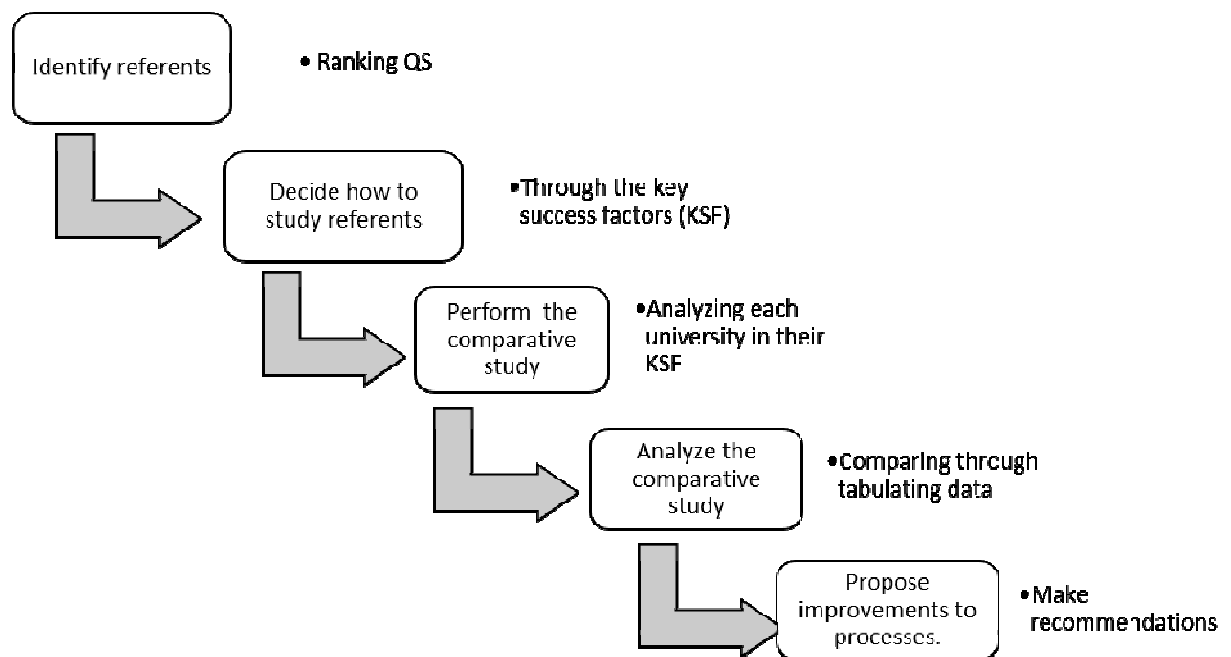 Identify referents
• Ranking QS
Decide how to
study referents
•Through the key
success factors (KSF)
Perform the
comparative
study
•Analyzing each
university in their
KSF
Analyze the
comparative
study
•Comparing through
tabulating data
Propose
improvements to
processes.
•Make
recommendations